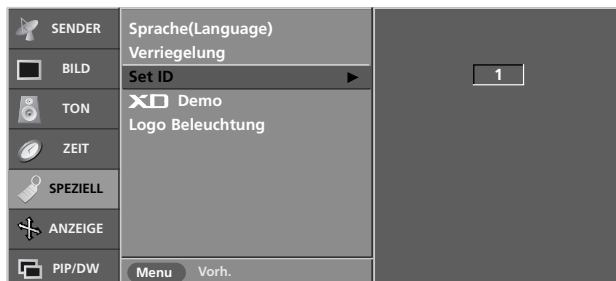 SENDER
BILD
TON
ZEIT
SPEZIELL
ANZEIGE
PIP/DW
Sprache(Language)
Verriegelung
Set ID ►
XD Demo
Logo Beleuchtung
Menu Vorh.
1